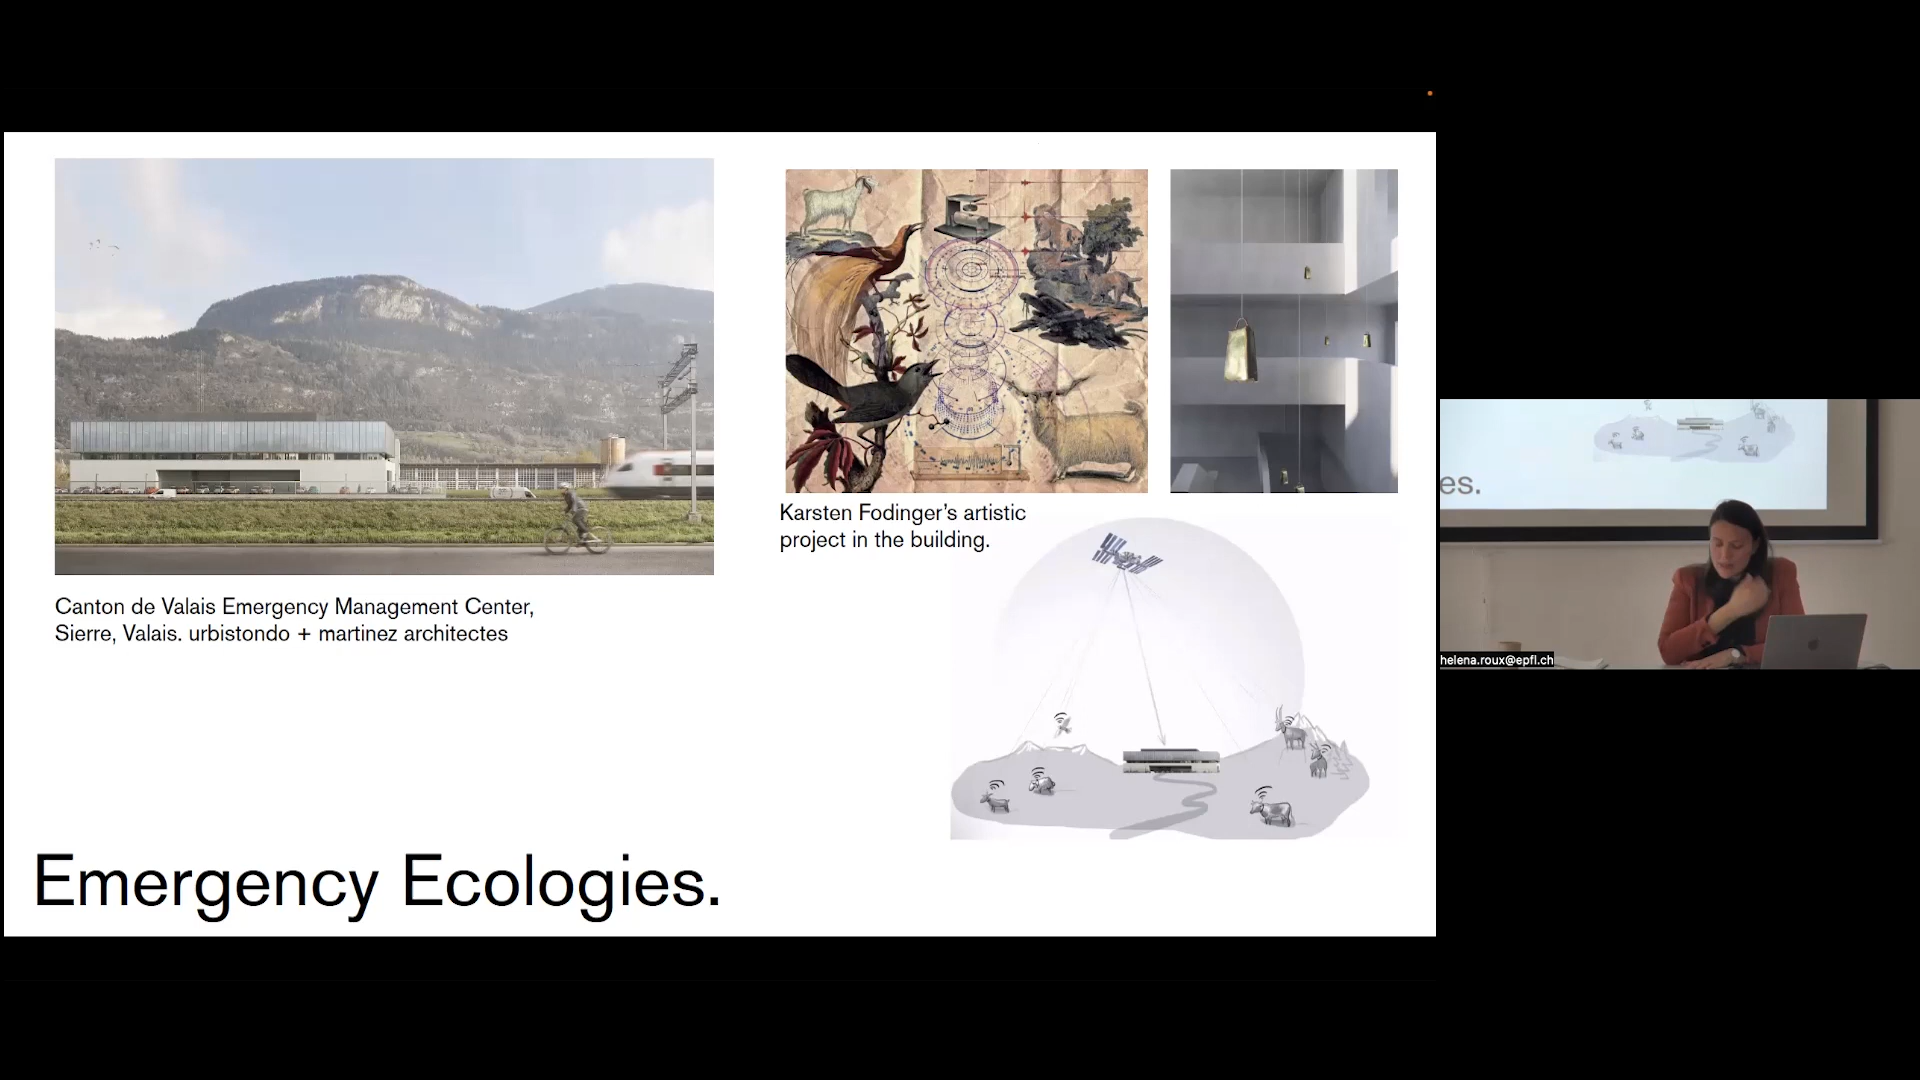 Karsten Fodinger's artistic
project in the building.
Canton de Valais Emergency Management Center,
Sierre, Valais. urbistondo + martinez architectes
Emergency Ecologies.
es.
helena.roux@epfl.ch